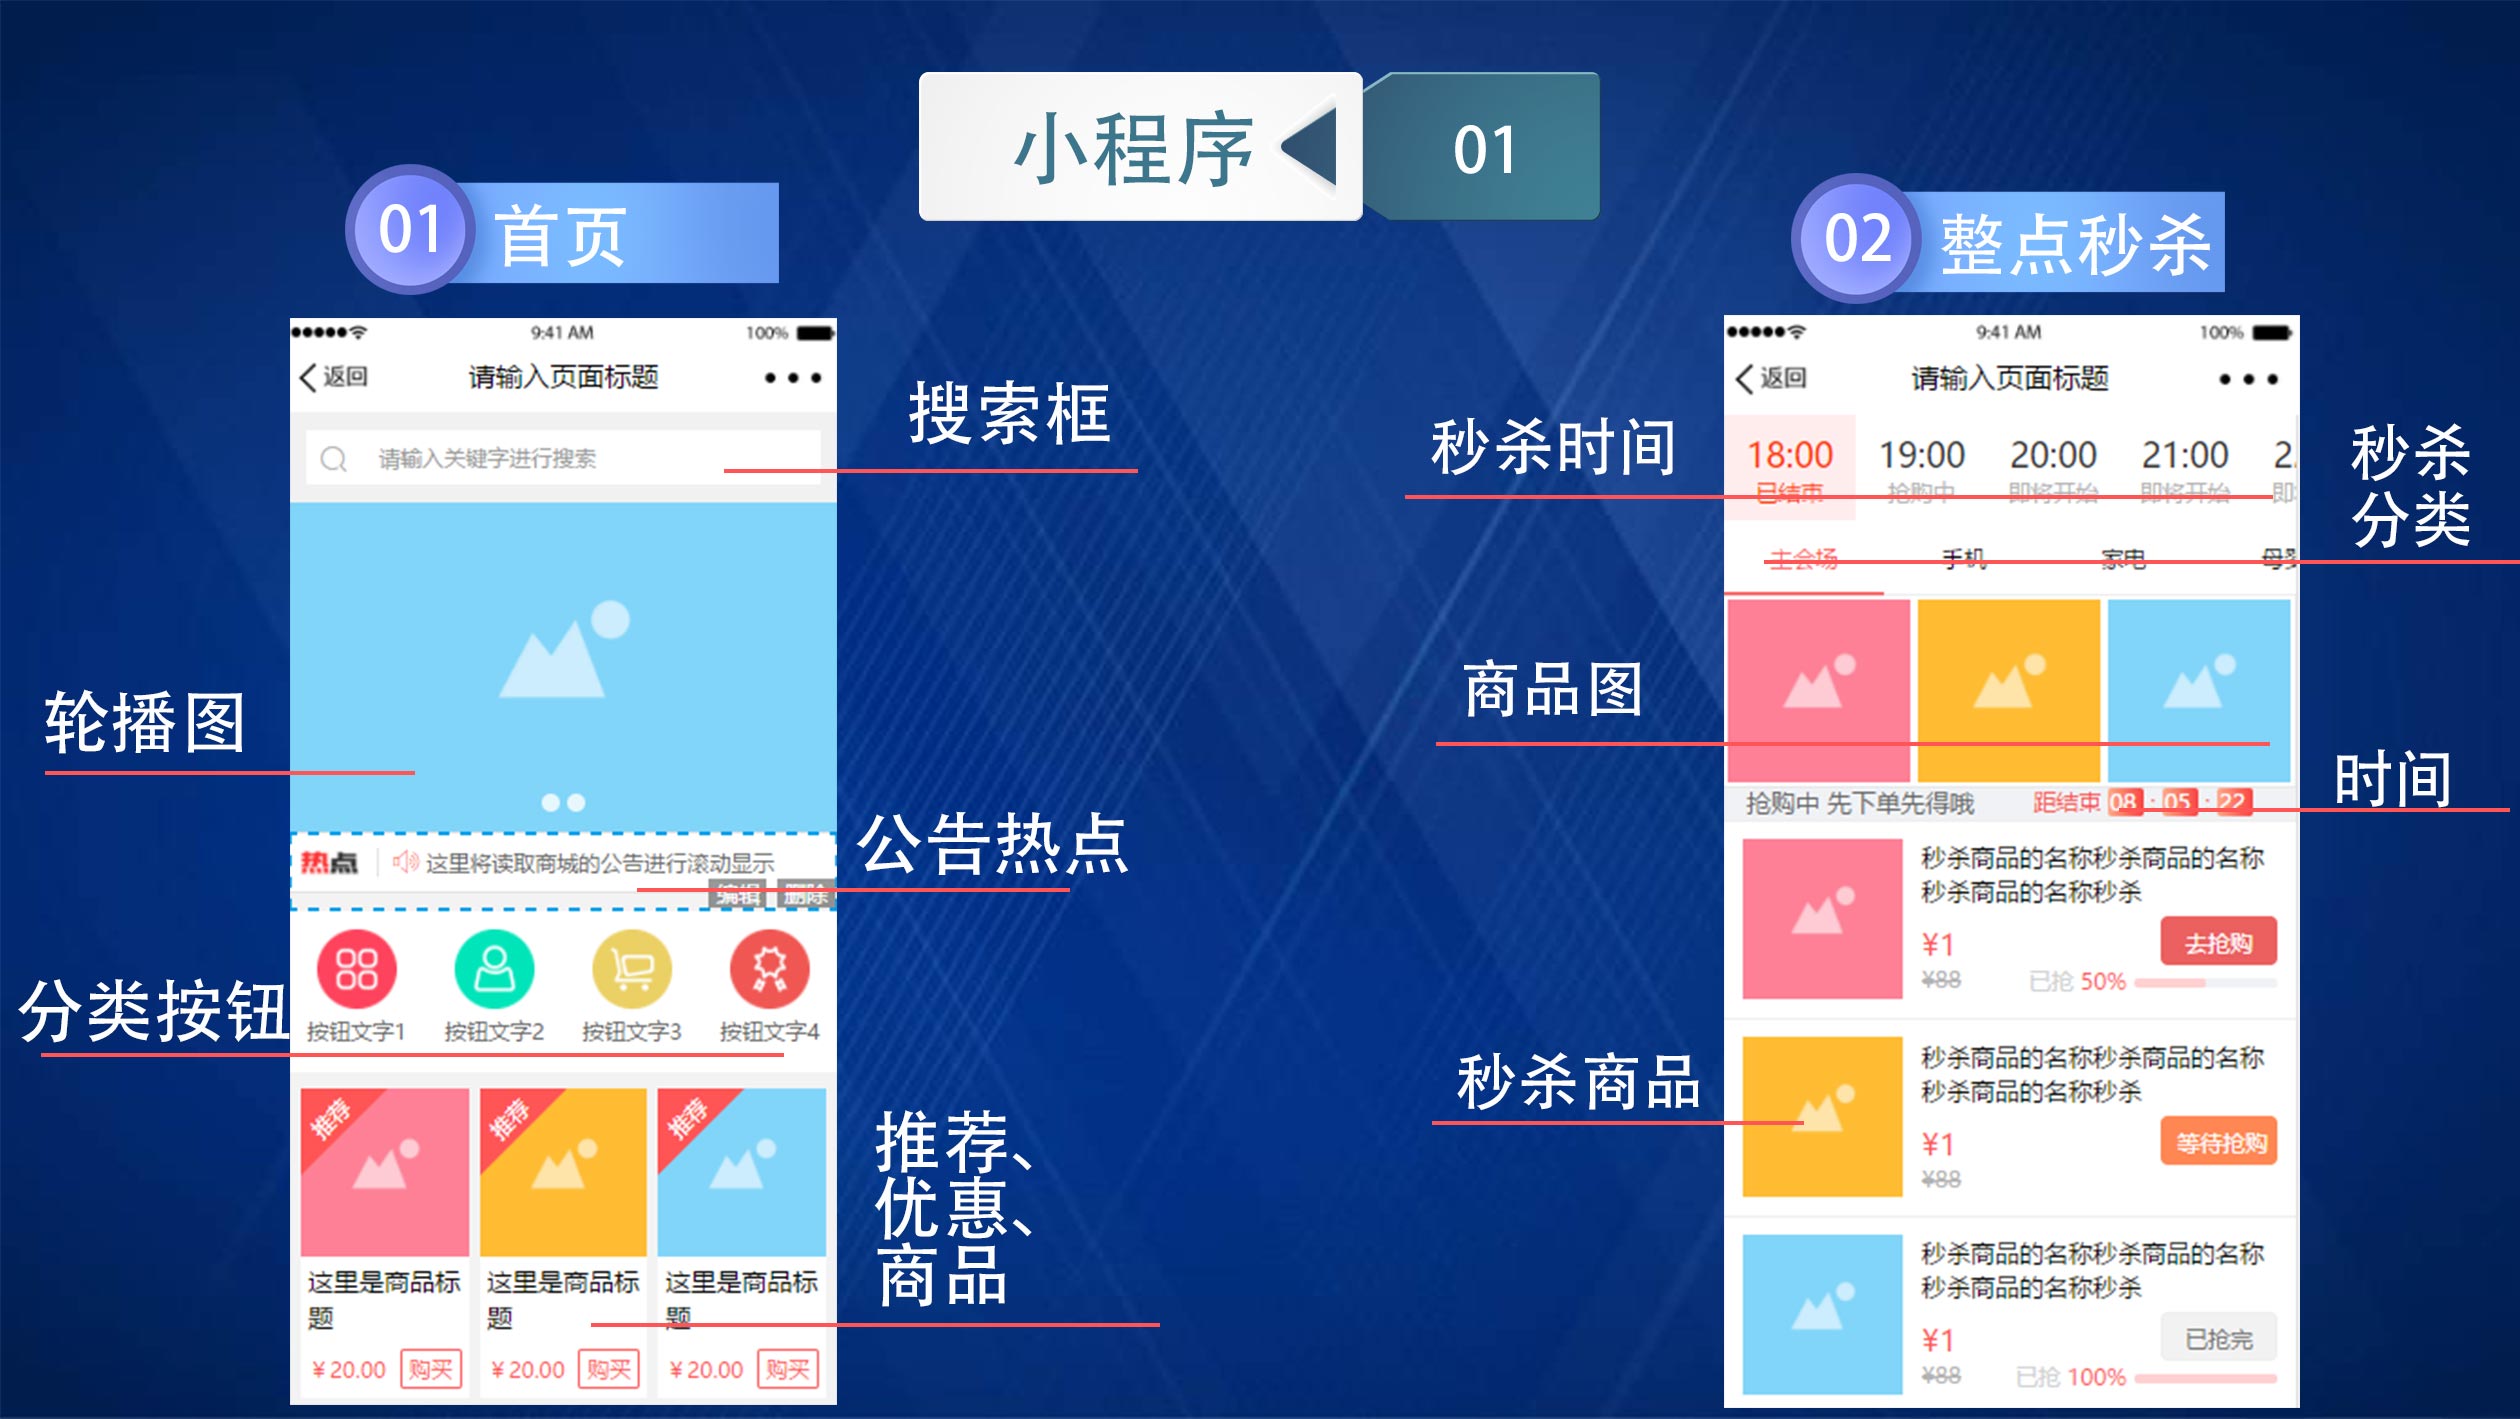 小程序
01
01
首页
9:41 AM
100%
返回
请输入页面标题
请输入关键字进行搜索
搜索框
轮播图
热点
这里将读取商城的公告进行滚动显示
编辑
删除
公告热点
按钮文字1
按钮文字2
按钮文字3
按钮文字4
分类按钮
推荐
推荐
推荐
推荐、
优惠、
商品
这里是商品标
题
这里是商品标
题
这里是商品标
题
¥20.00
购买
¥20.00
购买
¥20.00
购买
02
整点秒杀
9:41 AM
100%
返回
请输入页面标题
秒杀时间
18:00
已结束
19:00
抢购中
20:00
即将开始
21:00
即将开始
秒杀
分类
主会场
手机
家电
商品图
抢购中 先下单先得哦
距结束 08 : 05 : 22
时间
秒杀商品的名称秒杀商品的名称
秒杀商品的名称秒杀
¥1
¥88
去抢购
已抢 50%
秒杀商品
秒杀商品的名称秒杀商品的名称
秒杀商品的名称秒杀
¥1
¥88
等待抢购
秒杀商品的名称秒杀商品的名称
秒杀商品的名称秒杀
¥1
¥88
已抢完
已抢 100%